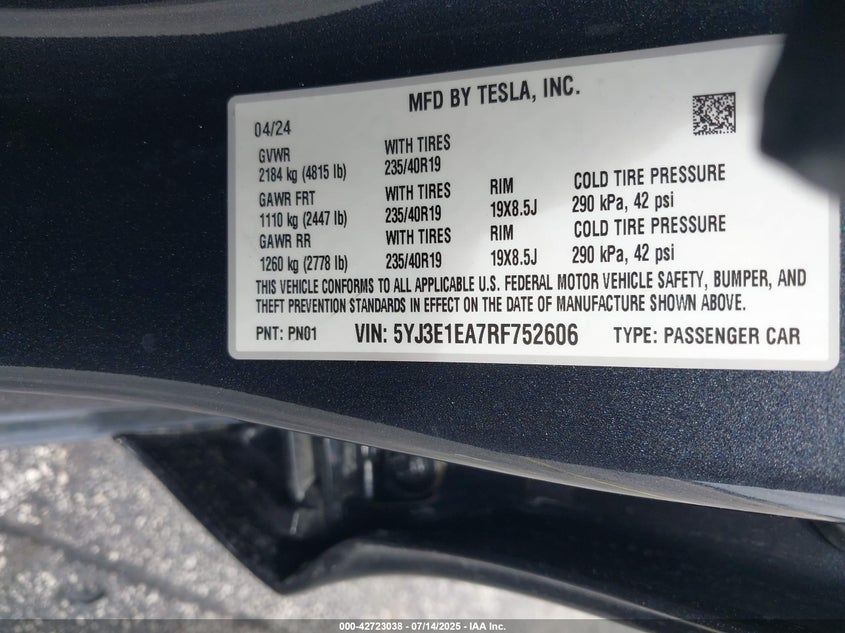 MFD BY TESLA, INC.
04/24
GVWR WITH TIRES
2184 kg (4815 lb) 235/40R19
GAWR FRT WITH TIRES RIM COLD TIRE PRESSURE
1110 kg (2447 lb) 235/40R19 19X8.5J 290 kPa, 42 psi
GAWR RR WITH TIRES RIM COLD TIRE PRESSURE
1260 kg (2778 lb) 235/40R19 19X8.5J 290 kPa, 42 psi
THIS VEHICLE CONFORMS TO ALL APPLICABLE U.S. FEDERAL MOTOR VEHICLE SAFETY, BUMPER, AND
THEFT PREVENTION STANDARDS IN EFFECT ON THE DATE OF MANUFACTURE SHOWN ABOVE.
PNT: PN01 VIN: 5YJ3E1EA7RF752606 TYPE: PASSENGER CAR
000-42723038 - 07/14/2025 - IAA Inc.